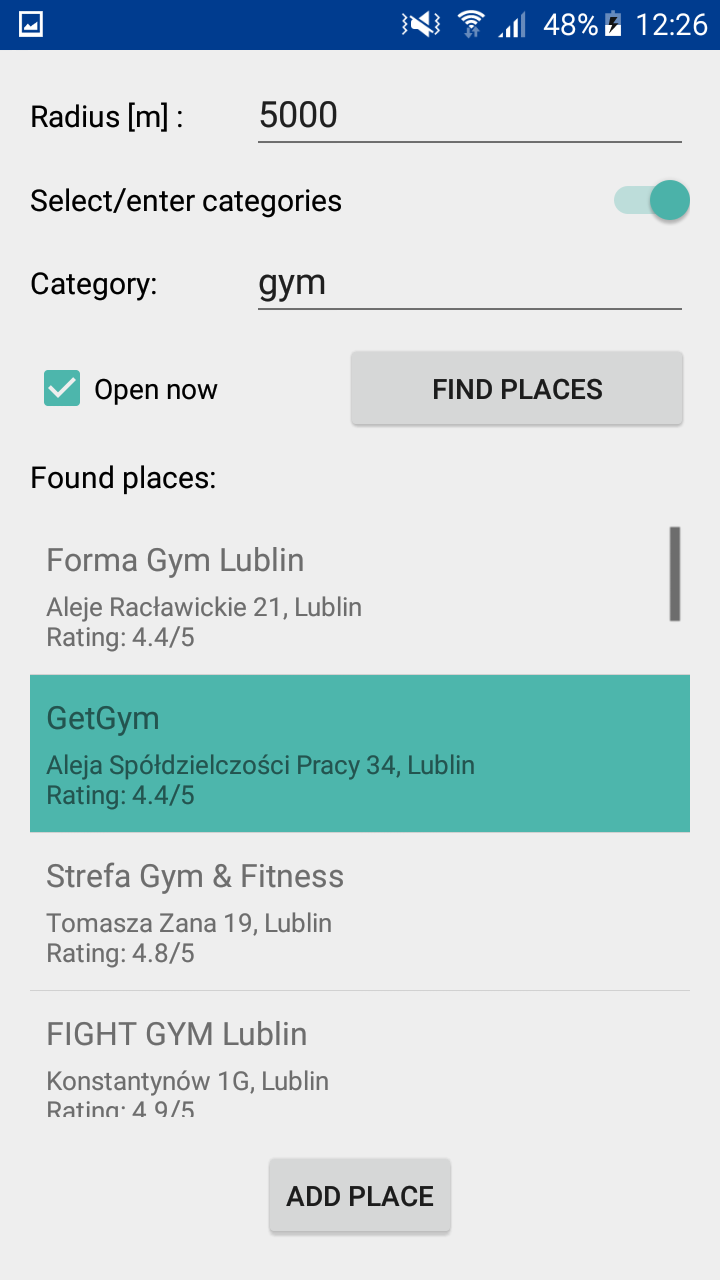 48% 12:26
Radius [m] : 5000
Select/enter categories
Category: gym
Open now FIND PLACES
Found places:
Forma Gym Lublin
Aleje Racławickie 21, Lublin
Rating: 4.4/5
GetGym
Aleja Spółdzielczości Pracy 34, Lublin
Rating: 4.4/5
Strefa Gym & Fitness
Tomasza Zana 19, Lublin
Rating: 4.8/5
FIGHT GYM Lublin
Konstantynów 1G, Lublin
Rating: 4.9/5
ADD PLACE